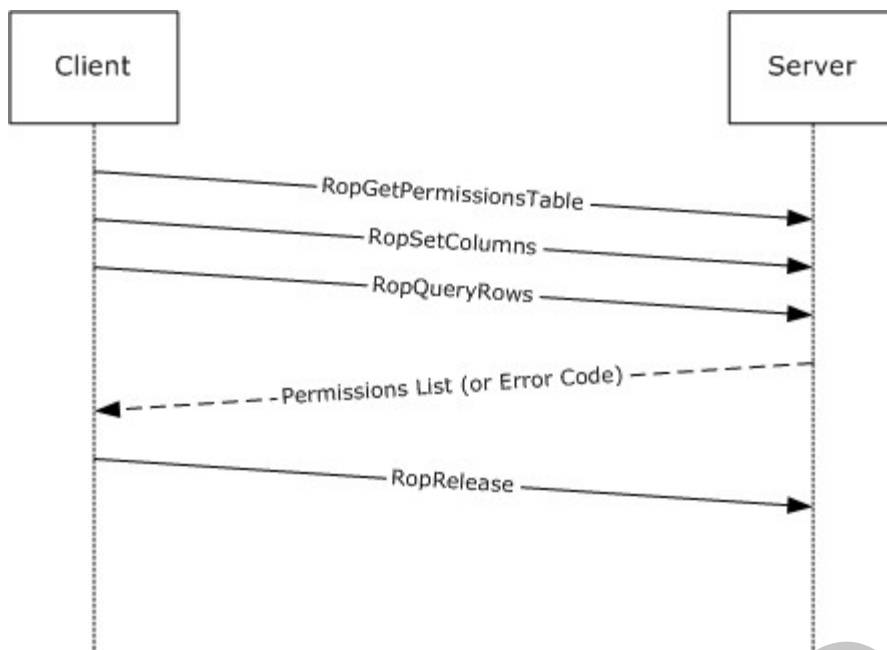 Client
Server
RopGetPermissionsTable
RopSetColumns
RopQueryRows
Permissions List (or Error Code)
RopRelease